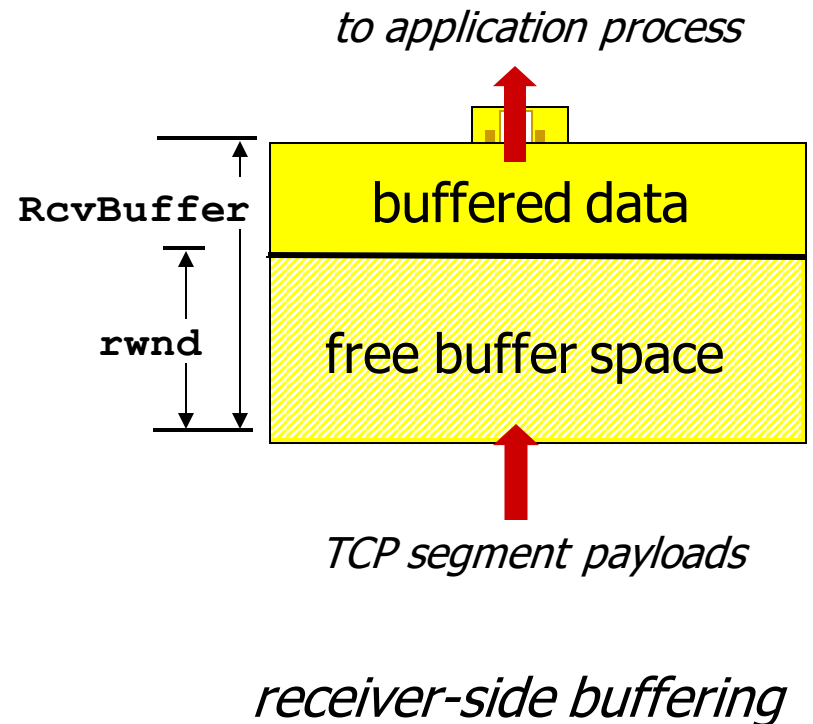 to application process
RcvBuffer
buffered data
rwnd
free buffer space
TCP segment payloads
receiver-side buffering